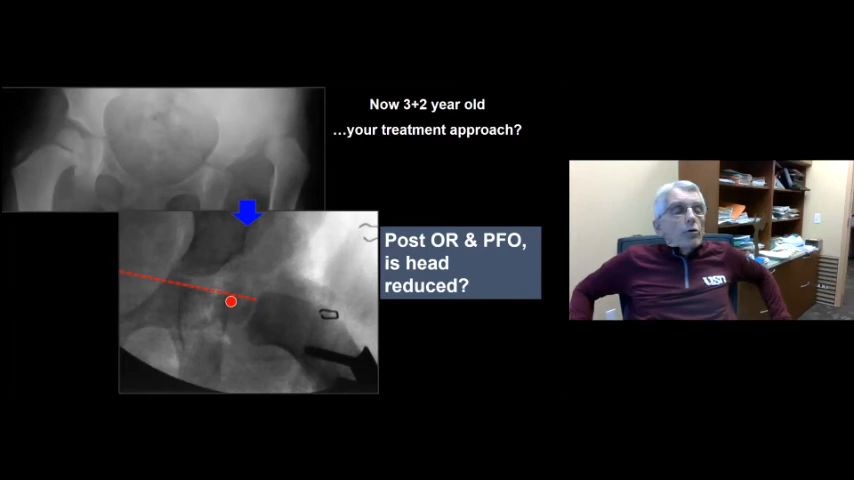 Now 3+2 year old
…your treatment approach?
Post OR & PFO,
is head
reduced?